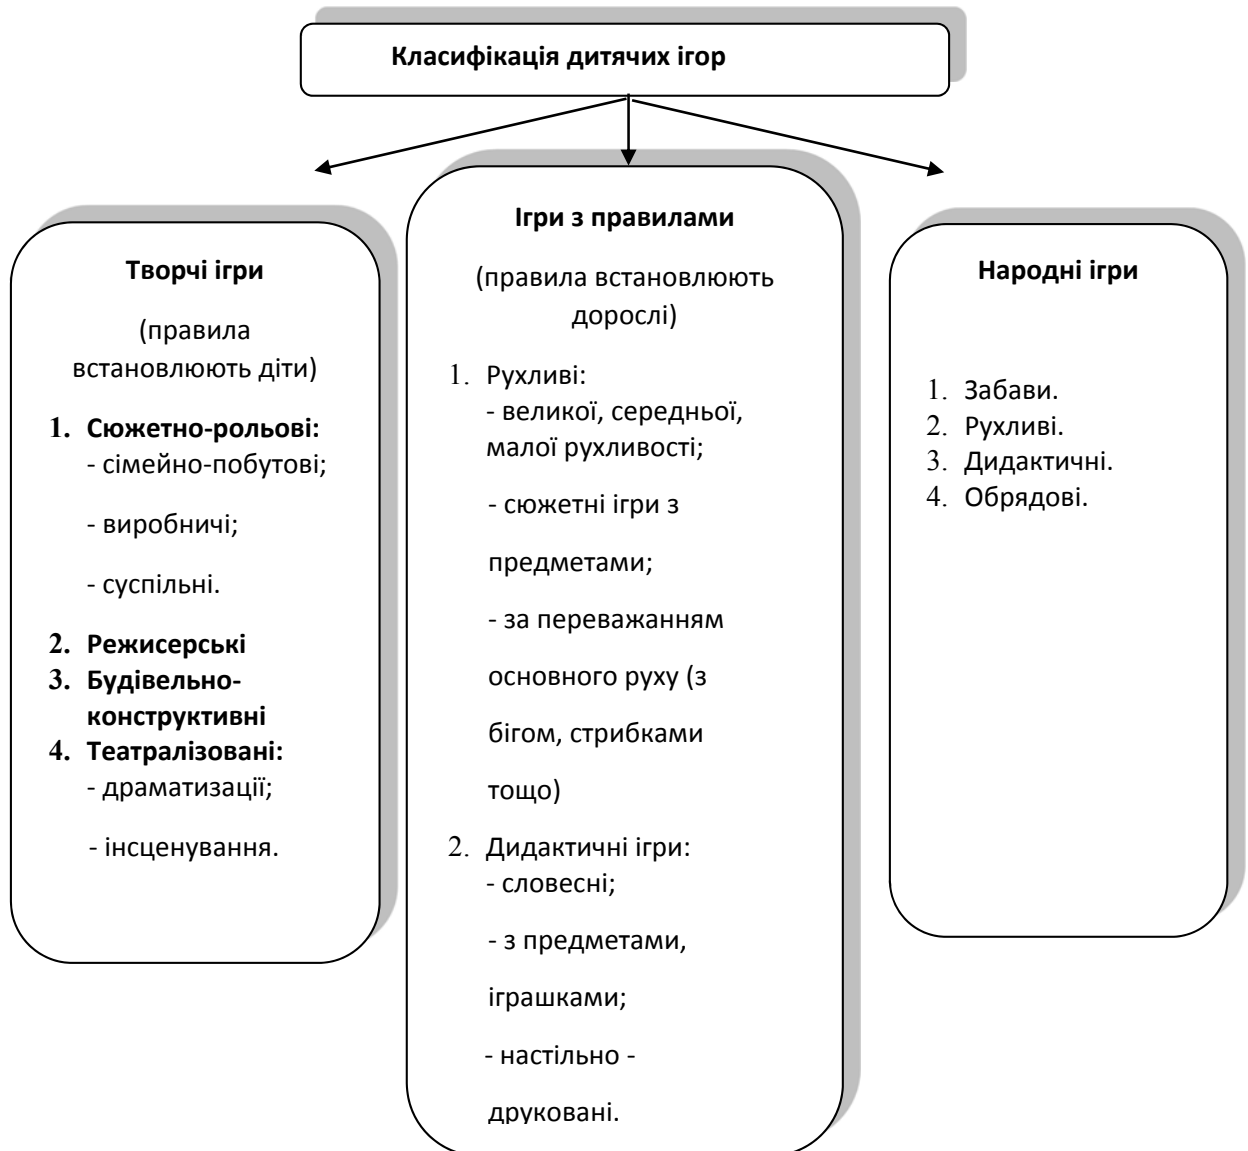 Класифікація дитячих ігор
Творчі ігри
(правила
встановлюють діти)
1. Сюжетно-рольові:
- сімейно-побутові;
- виробничі;
- суспільні.
2. Режисерські
3. Будівельно-
конструктивні
4. Театралізовані:
- драматизації;
- інсценування.
Ігри з правилами
(правила встановлюють
дорослі)
1. Рухливі:
- великої, середньої,
малої рухливості;
- сюжетні ігри з
предметами;
- за переважанням
основного руху (з
бігом, стрибками
тощо)
2. Дидактичні ігри:
- словесні;
- з предметами,
іграшками;
- настільно -
друковані.
Народні ігри
1. Забави.
2. Рухливі.
3. Дидактичні.
4. Обрядові.